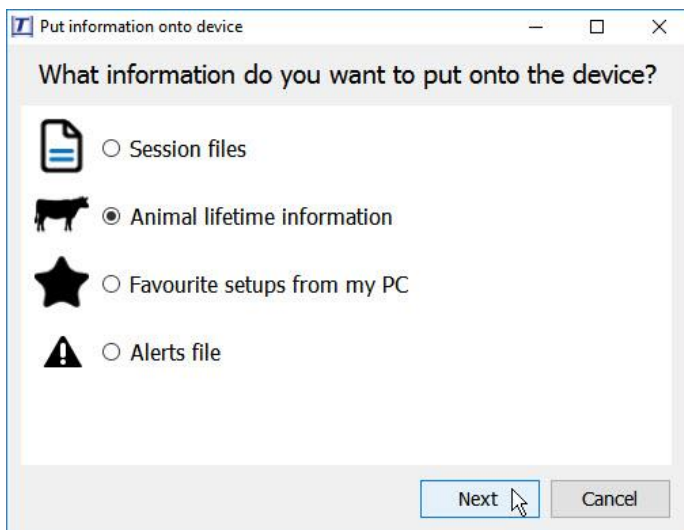 Put information onto device
What information do you want to put onto the device?
Session files
Animal lifetime information
Favourite setups from my PC
Alerts file
Next
Cancel